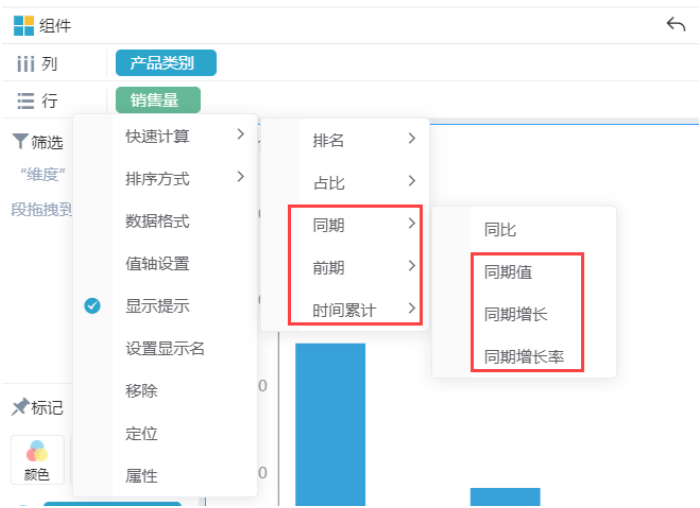 组件
列
产品类别
行
销售量
筛选
“维度”
段拖拽到
快速计算
排序方式
数据格式
值轴设置
显示提示
设置显示名
移除
定位
属性
排名
占比
同期
前期
时间累计
同比
同期值
同期增长
同期增长率
标记
颜色
0
0